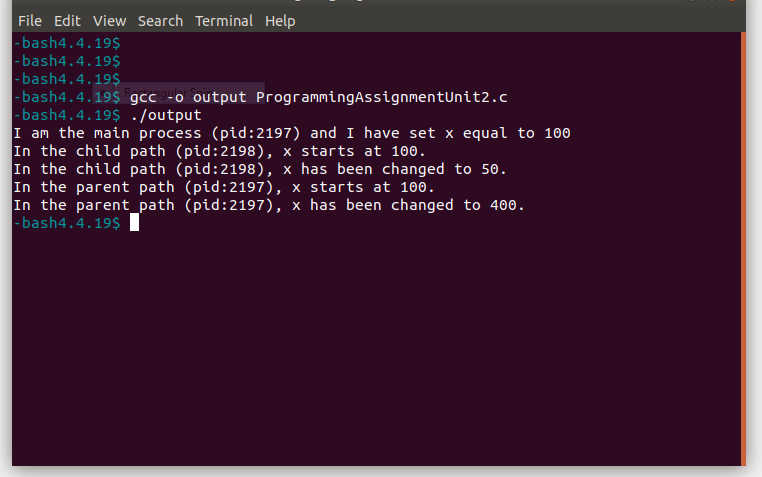 File Edit View Search Terminal Help
-bash4.4.19$
-bash4.4.19$
-bash4.4.19$
-bash4.4.19$ gcc -o output ProgrammingAssignmentUnit2.c
-bash4.4.19$ ./output
I am the main process (pid:2197) and I have set x equal to 100
In the child path (pid:2198), x starts at 100.
In the child path (pid:2198), x has been changed to 50.
In the parent path (pid:2197), x starts at 100.
In the parent path (pid:2197), x has been changed to 400.
-bash4.4.19$